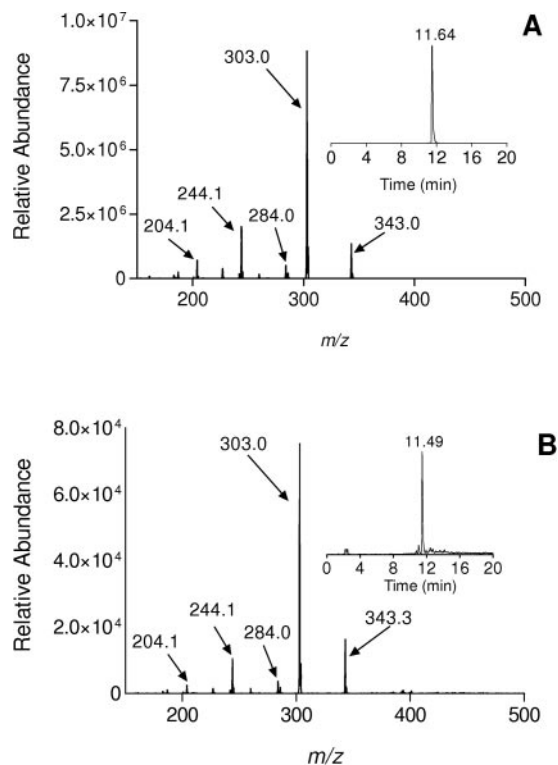 A
1.0×10⁷
7.5×10⁶
5.0×10⁶
2.5×10⁶
0
Relative Abundance
303.0
244.1
204.1
284.0
343.0
200 300 400 500
m/z
11.64
0 4 8 12 16 20
Time (min)
B
8.0×10⁴
6.0×10⁴
4.0×10⁴
2.0×10⁴
0
Relative Abundance
303.0
244.1
204.1
284.0
343.3
200 300 400 500
m/z
11.49
0 4 8 12 16 20
Time (min)